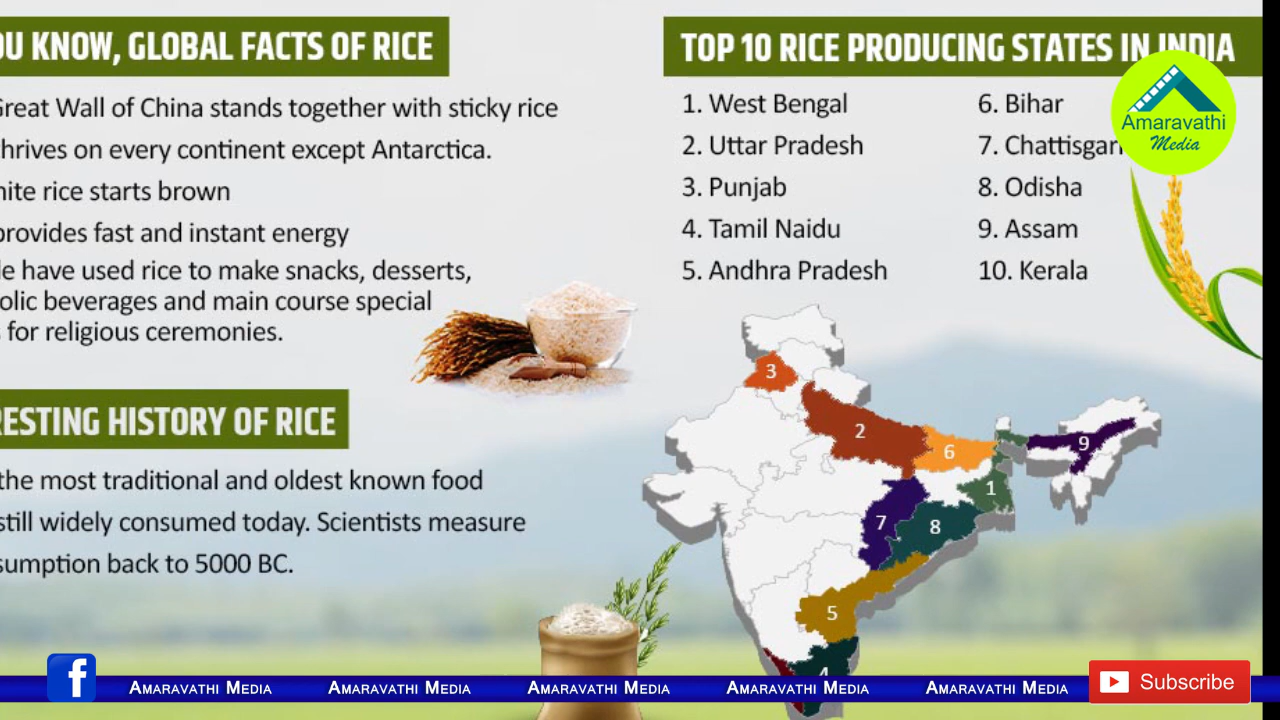 OU KNOW, GLOBAL FACTS OF RICE
Great Wall of China stands together with sticky rice
hrives on every continent except Antarctica.
ite rice starts brown
provides fast and instant energy
le have used rice to make snacks, desserts,
olic beverages and main course special
for religious ceremonies.
RESTING HISTORY OF RICE
the most traditional and oldest known food
still widely consumed today. Scientists measure
sumption back to 5000 BC.
TOP 10 RICE PRODUCING STATES IN INDIA
1. West Bengal
2. Uttar Pradesh
3. Punjab
4. Tamil Naidu
5. Andhra Pradesh
6. Bihar
7. Chattisgarh
8. Odisha
9. Assam
10. Kerala
Amaravathi
Media
3
2
6
9
1
7
8
5
4
f
Amaravathi Media Amaravathi Media Amaravathi Media Amaravathi Media Amaravathi Media
Subscribe